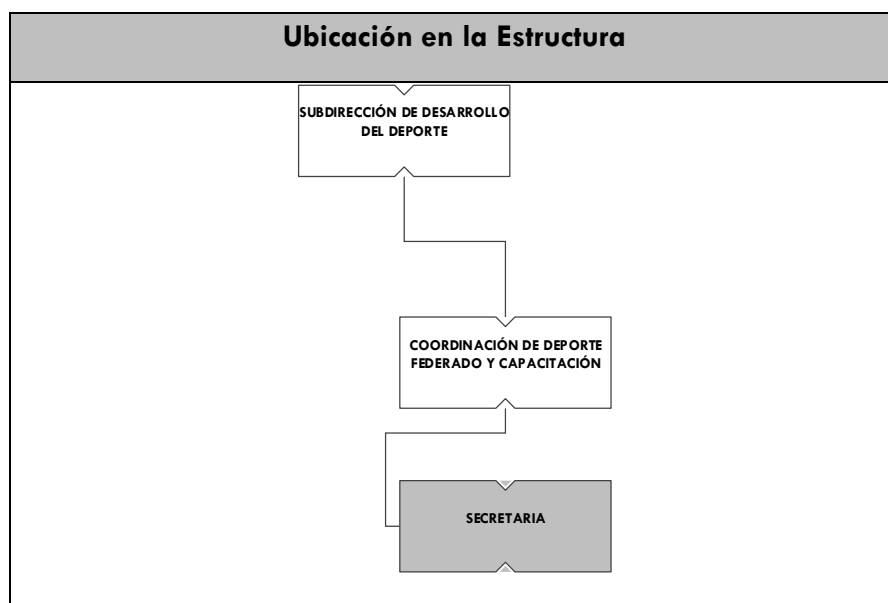 Ubicación en la Estructura
SUBDIRECCIÓN DE DESARROLLO
DEL DEPORTE
COORDINACIÓN DE DEPORTE
FEDERADO Y CAPACITACIÓN
SECRETARIA